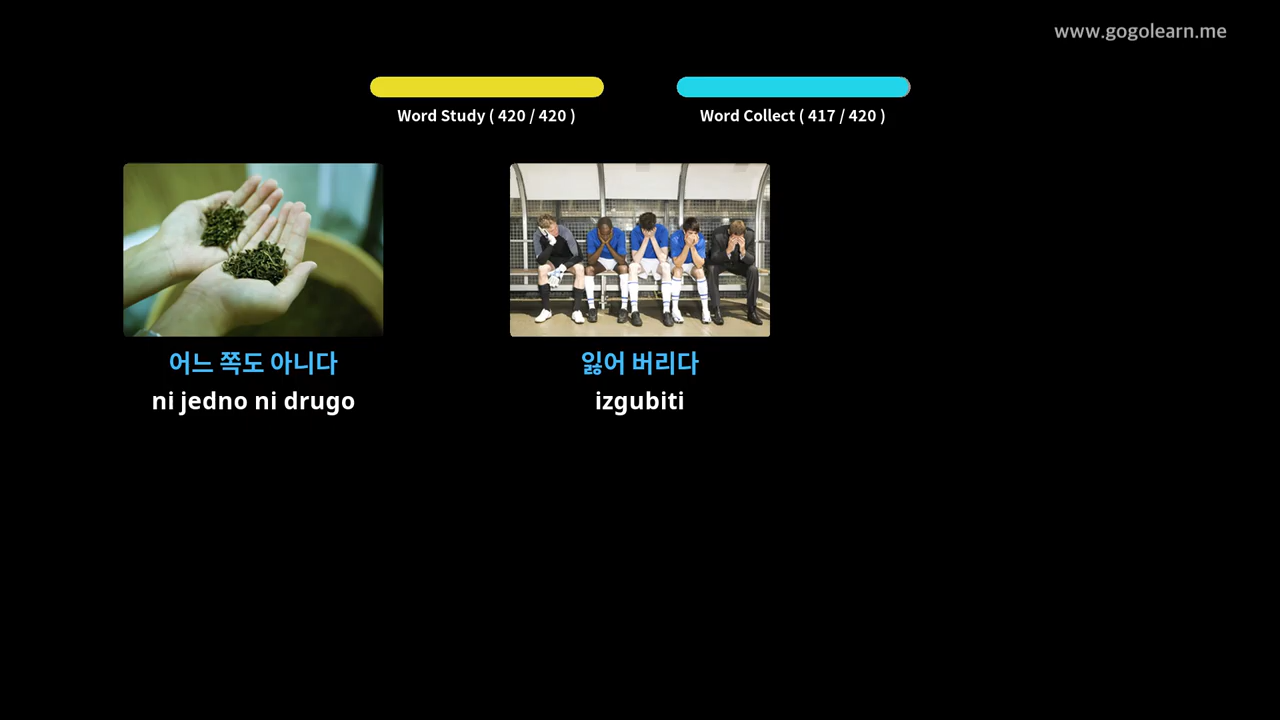 www.gogolearn.me
Word Study ( 420 / 420 )
Word Collect ( 417 / 420 )
어느 쪽도 아니다
ni jedno ni drugo
잃어 버리다
izgubiti